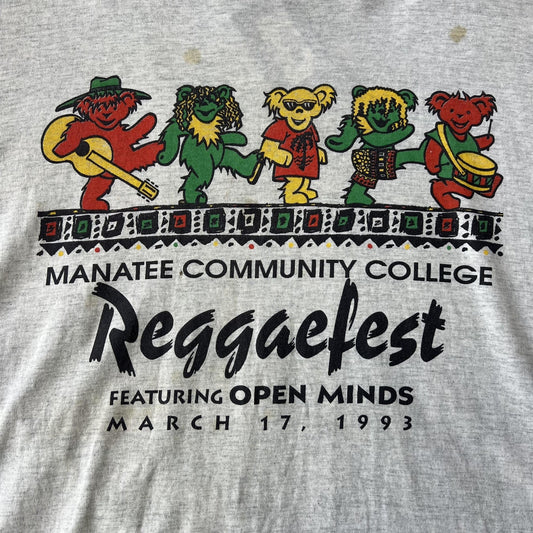 MANATEE COMMUNITY COLLEGE
Reggaefest
FEATURING OPEN MINDS
MARCH 17, 1993